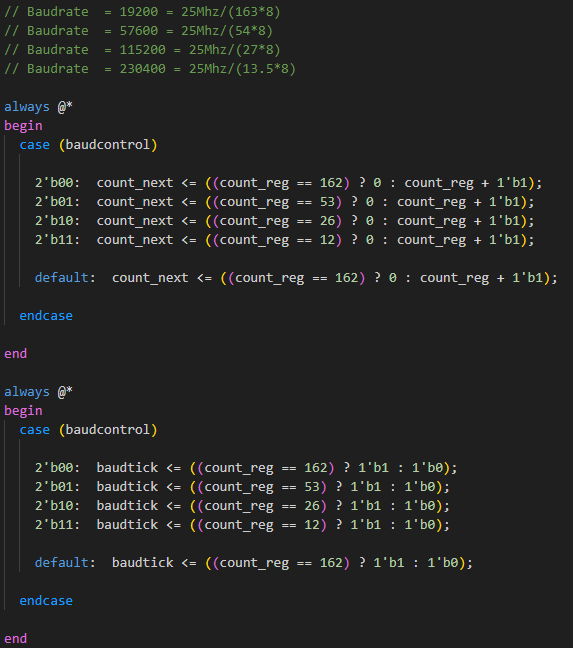 // Baudrate  = 19200 = 25Mhz/(163*8)
// Baudrate  = 57600 = 25Mhz/(54*8)
// Baudrate  = 115200 = 25Mhz/(27*8)
// Baudrate  = 230400 = 25Mhz/(13.5*8)
always @*
begin
  case (baudcontrol)
    2'b00:  count_next <= ((count_reg == 162) ? 0 : count_reg + 1'b1);
    2'b01:  count_next <= ((count_reg == 53) ? 0 : count_reg + 1'b1);
    2'b10:  count_next <= ((count_reg == 26) ? 0 : count_reg + 1'b1);
    2'b11:  count_next <= ((count_reg == 12) ? 0 : count_reg + 1'b1);
    default:  count_next <= ((count_reg == 162) ? 0 : count_reg + 1'b1);
  endcase
end
always @*
begin
  case (baudcontrol)
    2'b00:  baudtick <= ((count_reg == 162) ? 1'b1 : 1'b0);
    2'b01:  baudtick <= ((count_reg == 53) ? 1'b1 : 1'b0);
    2'b10:  baudtick <= ((count_reg == 26) ? 1'b1 : 1'b0);
    2'b11:  baudtick <= ((count_reg == 12) ? 1'b1 : 1'b0);
    default:  baudtick <= ((count_reg == 162) ? 1'b1 : 1'b0);
  endcase
end